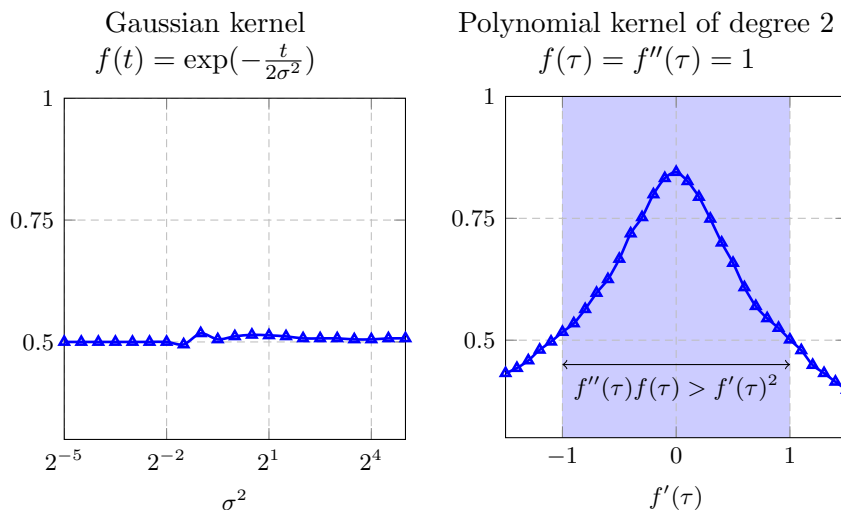 Gaussian kernel
f(t) = exp(−t/2σ²)
1
0.75
0.5
2⁻⁵ 2⁻² 2¹ 2⁴
σ²
Polynomial kernel of degree 2
f(τ) = f′′(τ) = 1
1
0.75
0.5
f′′(τ)f(τ) > f′(τ)²
−1 0 1
f′(τ)